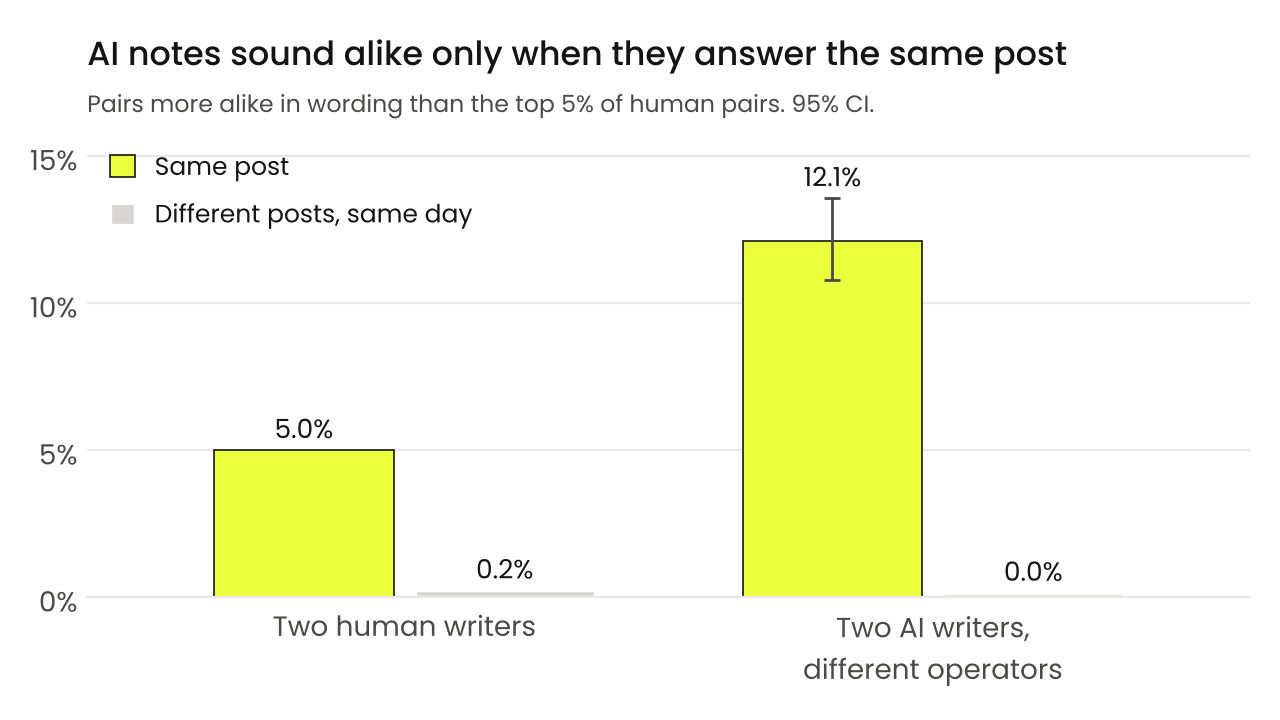 AI notes sound alike only when they answer the same post
Pairs more alike in wording than the top 5% of human pairs. 95% CI.
15%
Same post
Different posts, same day
12.1%
10%
5.0%
5%
0.2%
0.0%
0%
Two human writers
Two AI writers,
different operators